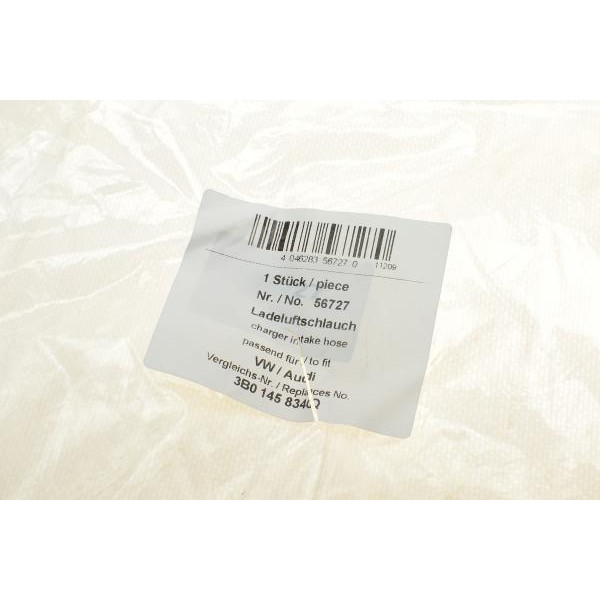 4 046283 56727 0 11209
1 Stück / piece
Nr. / No. 56727
Ladeluftschlauch
charger intake hose
passend für / to fit
VW / Audi
Vergleichs-Nr. / Replaces No.
3B0 145 834Q